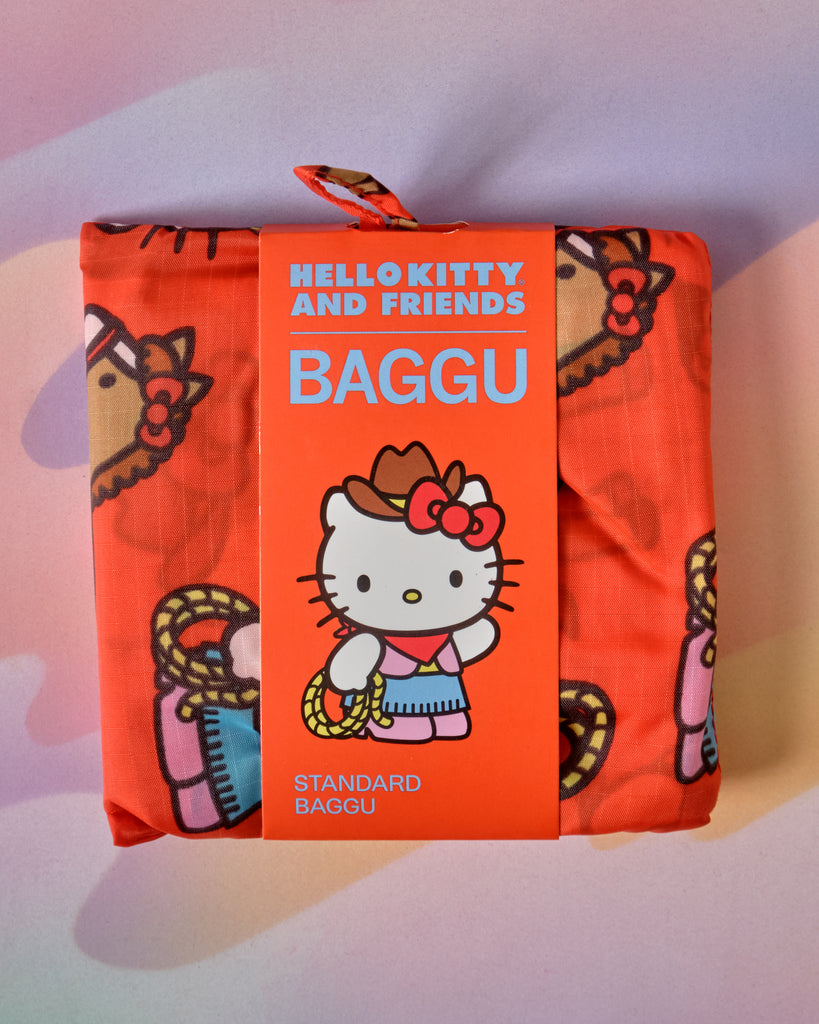 HELLO KITTY®
AND FRIENDS
BAGGU
STANDARD
BAGGU